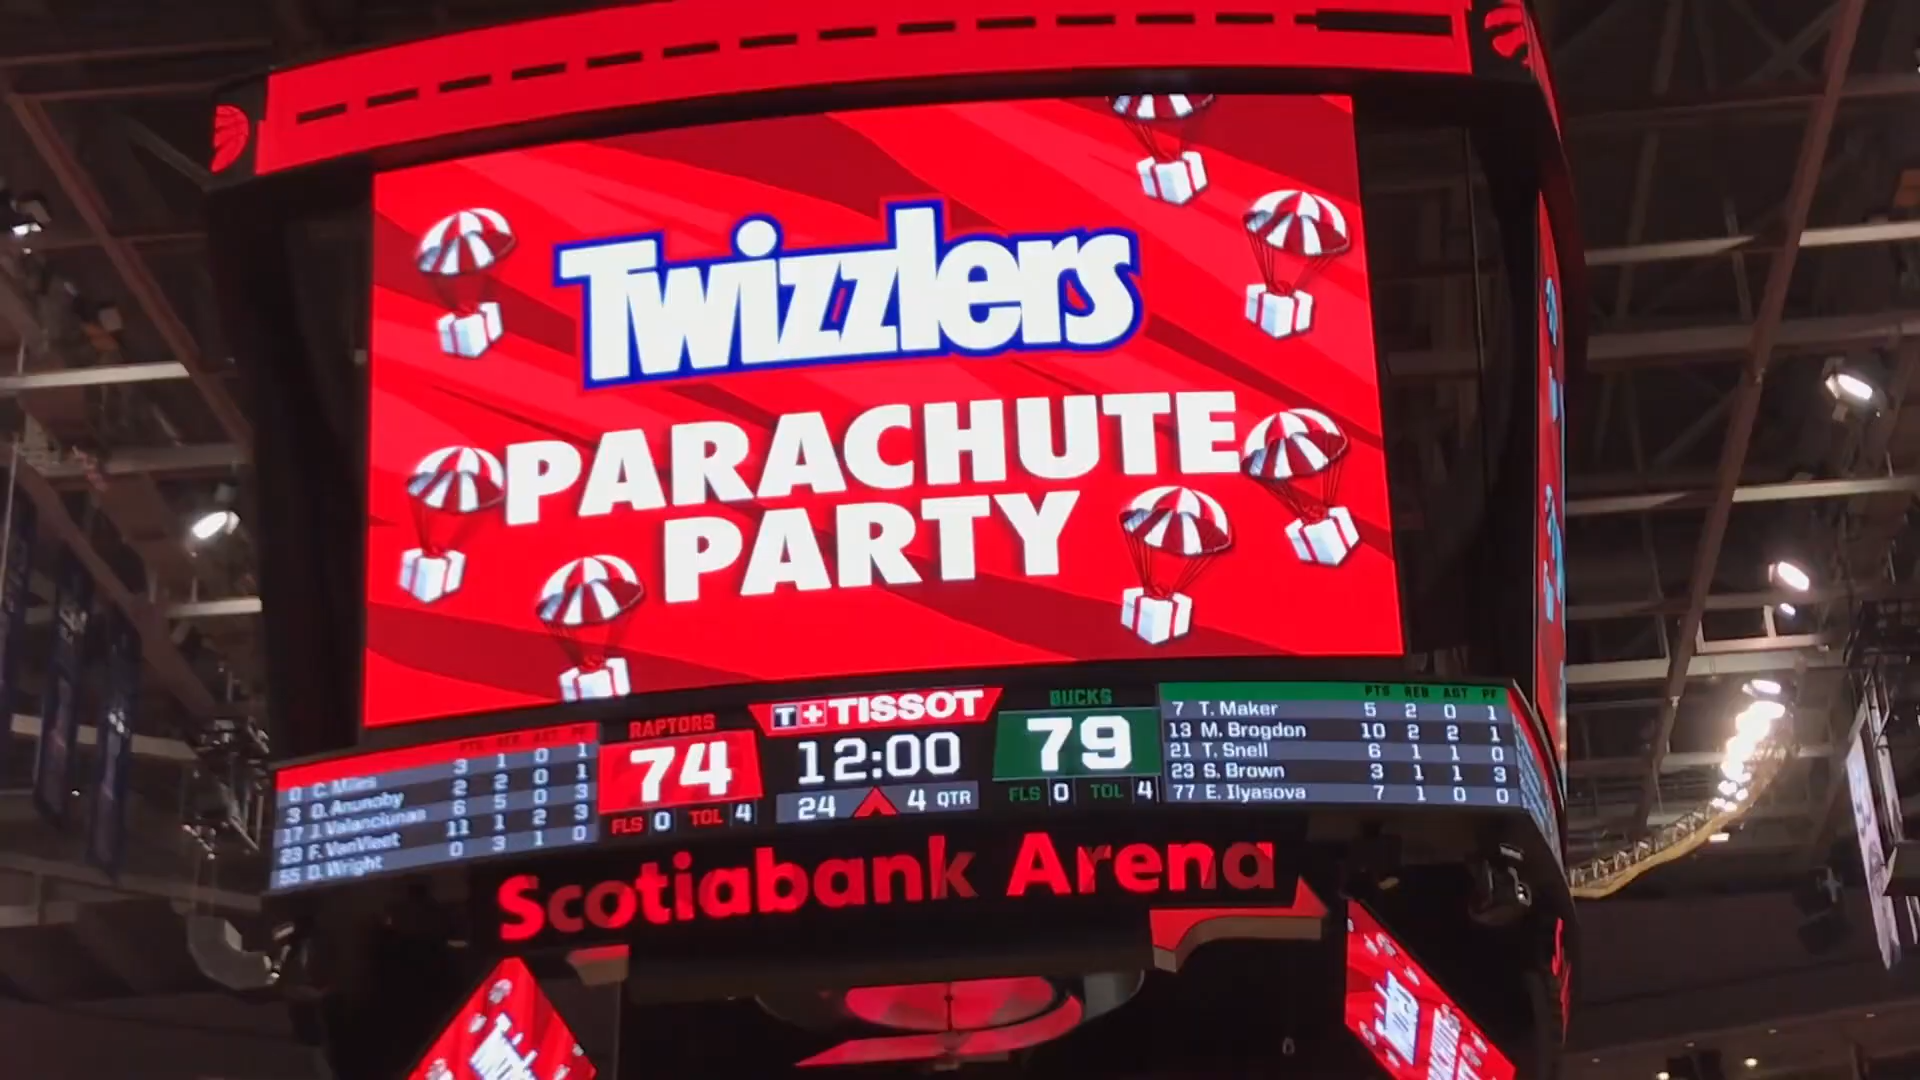 Twizzlers
PARACHUTE
PARTY
PTS REB AST PF
0 C. Miles 3 1 0 1
3 O. Anunoby 2 2 0 1
17 J. Valanciunas 6 5 0 3
23 F. VanVleet 11 1 2 3
55 D. Wright 0 3 1 0
RAPTORS
74
FLS 0 TOL 4
T+ TISSOT
12:00
24 4 QTR
BUCKS
79
FLS 0 TOL 4
PTS REB AST PF
7 T. Maker 5 2 0 1
13 M. Brogdon 10 2 2 1
21 T. Snell 6 1 1 0
23 S. Brown 3 1 1 3
77 E. Ilyasova 7 1 0 0
Scotiabank Arena
Twizzlers
Twizzlers
PARACHUTE